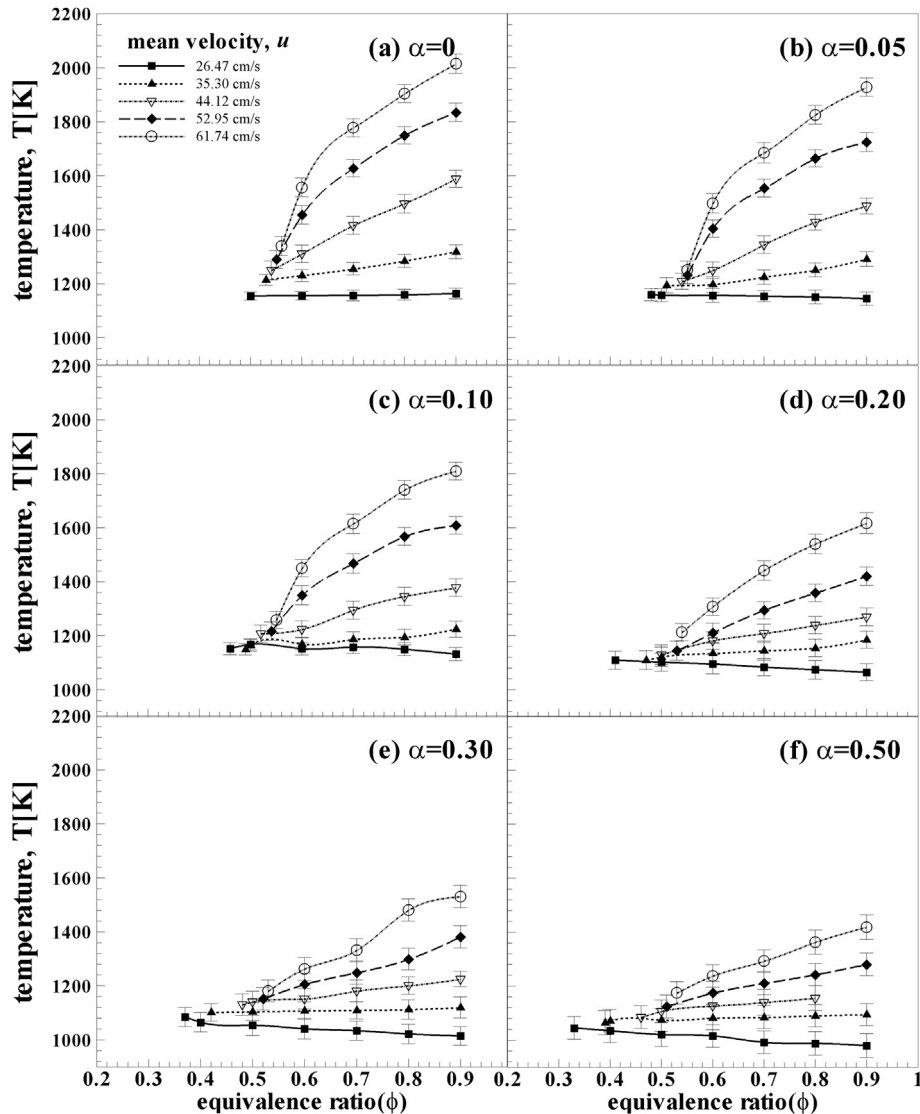 2200
2000
1800
1600
1400
1200
1000
temperature, T[K]
mean velocity, u
26.47 cm/s
35.30 cm/s
44.12 cm/s
52.95 cm/s
61.74 cm/s
(a) α=0
(b) α=0.05
2200
2000
1800
1600
1400
1200
1000
temperature, T[K]
(c) α=0.10
(d) α=0.20
2200
2000
1800
1600
1400
1200
1000
temperature, T[K]
(e) α=0.30
(f) α=0.50
0.2 0.3 0.4 0.5 0.6 0.7 0.8 0.9 0.2 0.3 0.4 0.5 0.6 0.7 0.8 0.9 1
equivalence ratio(ϕ) equivalence ratio(ϕ)